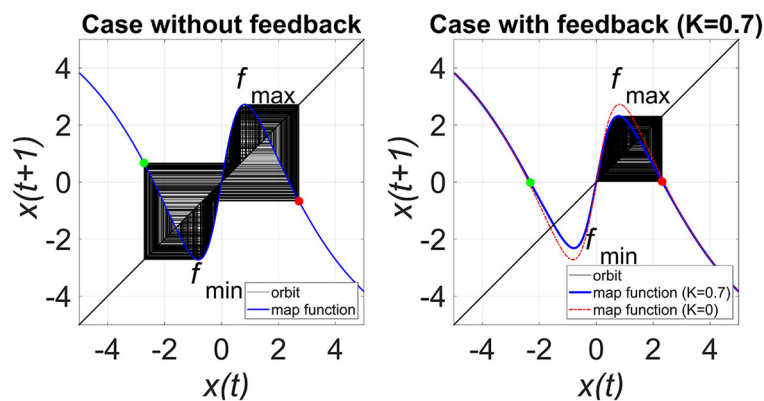 Case without feedback
x(t+1)
4
2
0
-2
-4
f
max
f
min
orbit
map function
-4 -2 0 2 4
x(t)
Case with feedback (K=0.7)
x(t+1)
4
2
0
-2
-4
f
max
f
min
orbit
map function (K=0.7)
map function (K=0)
-4 -2 0 2 4
x(t)